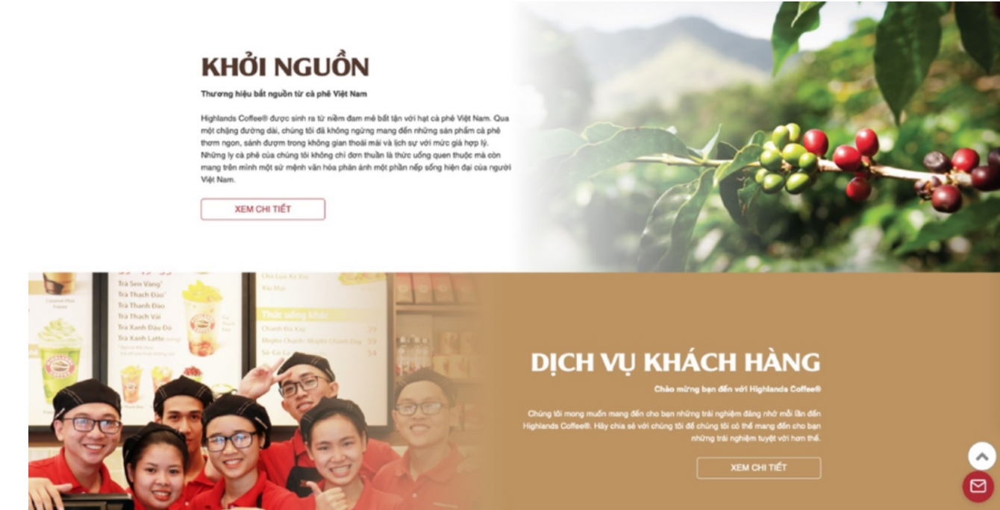 KHỞI NGUỒN
Thương hiệu bắt nguồn từ cà phê Việt Nam
Highlands Coffee® được sinh ra từ niềm đam mê bất tận với hạt cà phê Việt Nam. Qua
một chặng đường dài, chúng tôi đã không ngừng mang đến những sản phẩm cà phê
thơm ngon, sánh đượm trong không gian thoải mái và lịch sự với mức giá hợp lý.
Những ly cà phê của chúng tôi không chỉ đơn thuần là thức uống quen thuộc mà còn
mang trên mình một sứ mệnh văn hóa phản ánh một phần nếp sống hiện đại của người
Việt Nam.
XEM CHI TIẾT
Trà Sen Vàng
Trà Thạch Đào
Trà Thanh Đào
Trà Thạch Vải
Trà Xanh Đậu Đỏ
Trà Xanh Latte
Thức uống khác
Chanh Đá Xay 39
DỊCH VỤ KHÁCH HÀNG
Chào mừng bạn đến với Highlands Coffee®
Chúng tôi mong muốn mang đến cho bạn những trải nghiệm đáng nhớ mỗi lần đến
Highlands Coffee®. Hãy chia sẻ với chúng tôi để chúng tôi có thể mang đến cho bạn
những trải nghiệm tuyệt vời hơn thế.
XEM CHI TIẾT